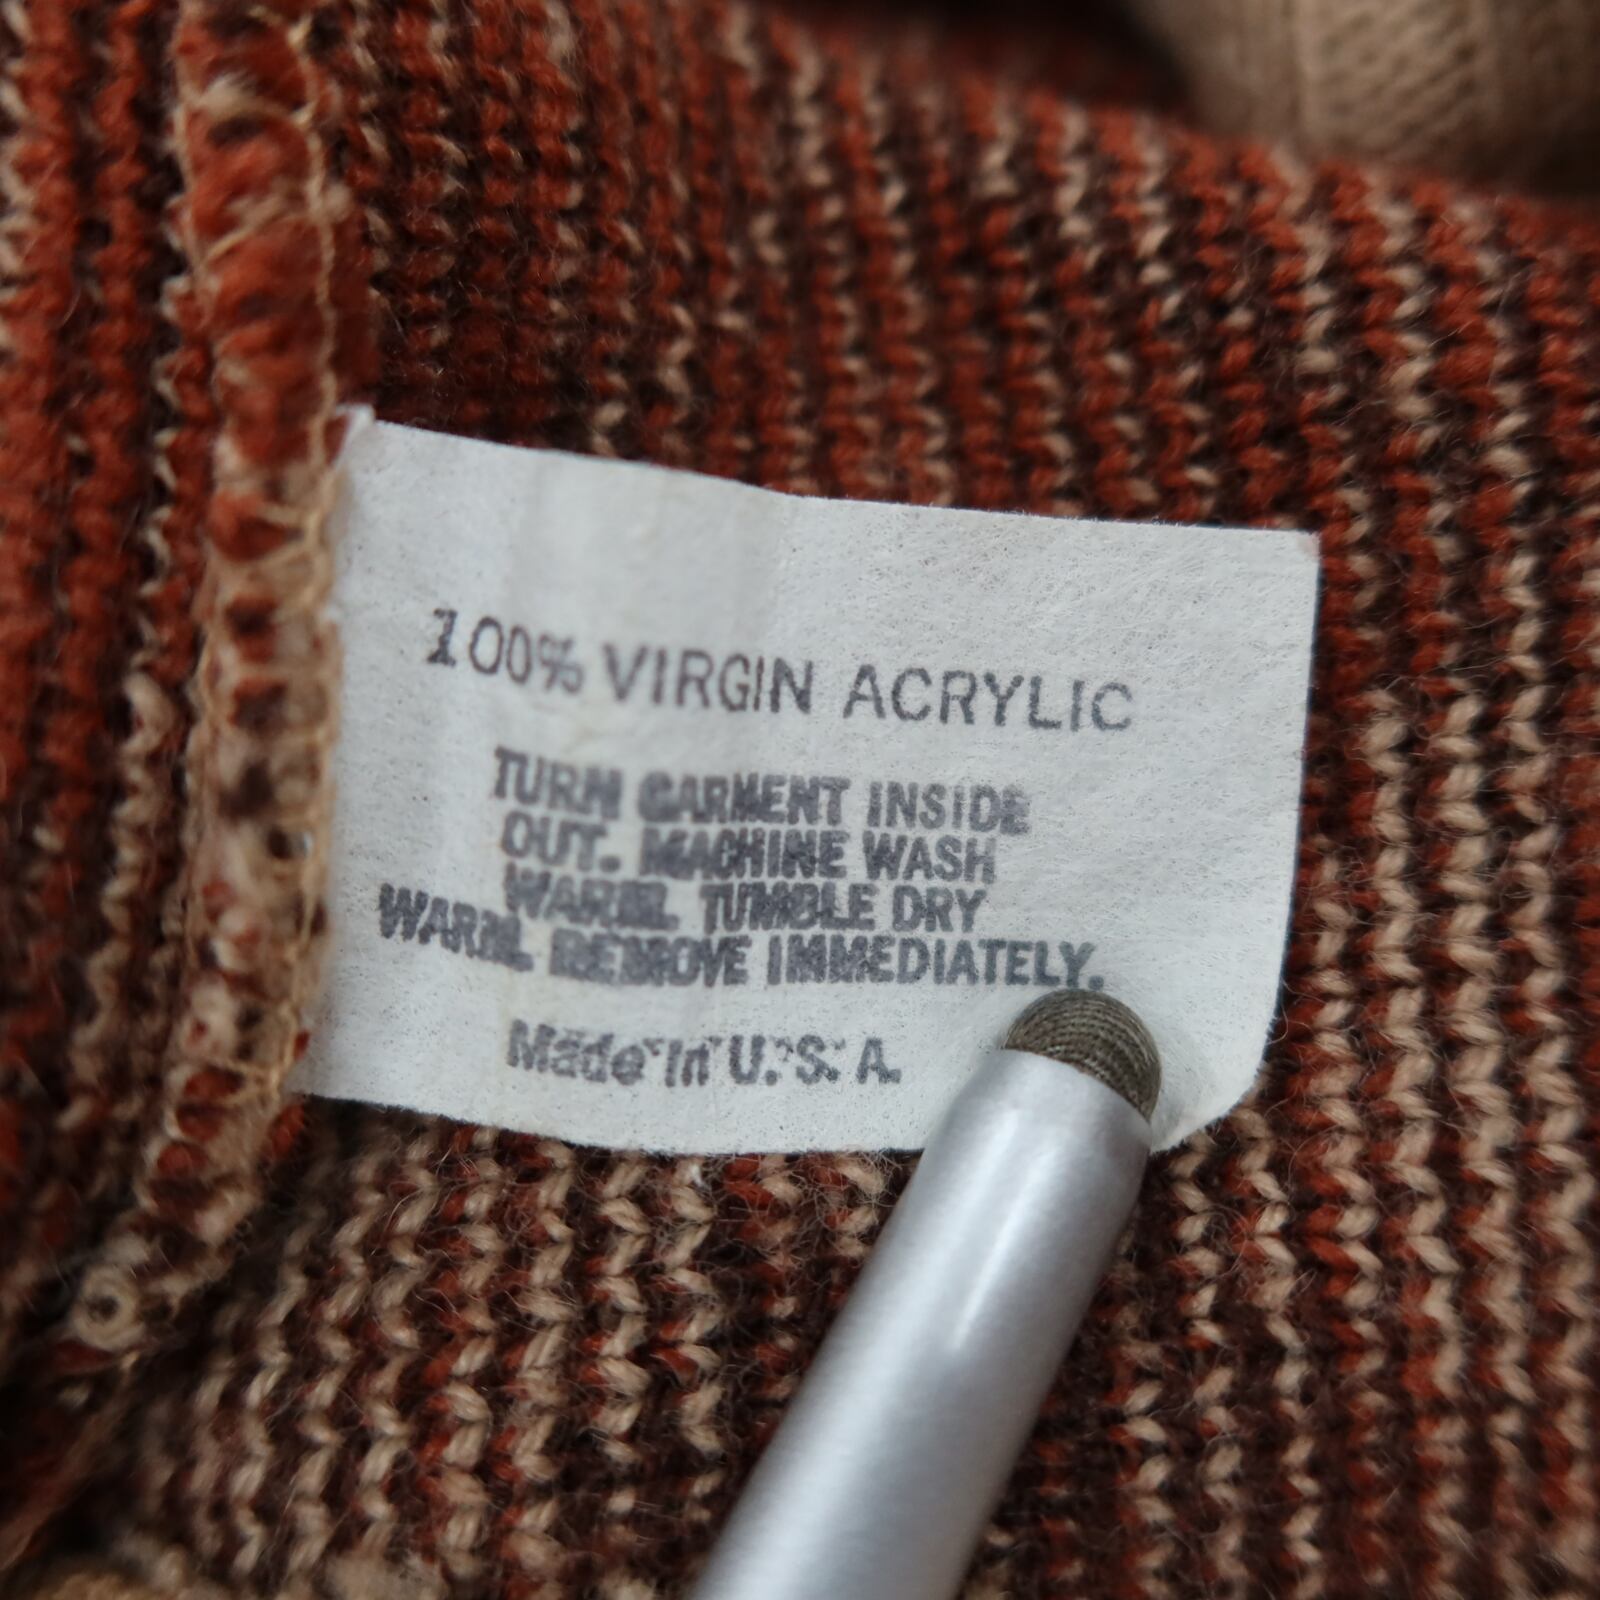 100% VIRGIN ACRYLIC
TURN GARMENT INSIDE
OUT. MACHINE WASH
WARM. TUMBLE DRY
WARM. REMOVE IMMEDIATELY.
Made In U. S. A.